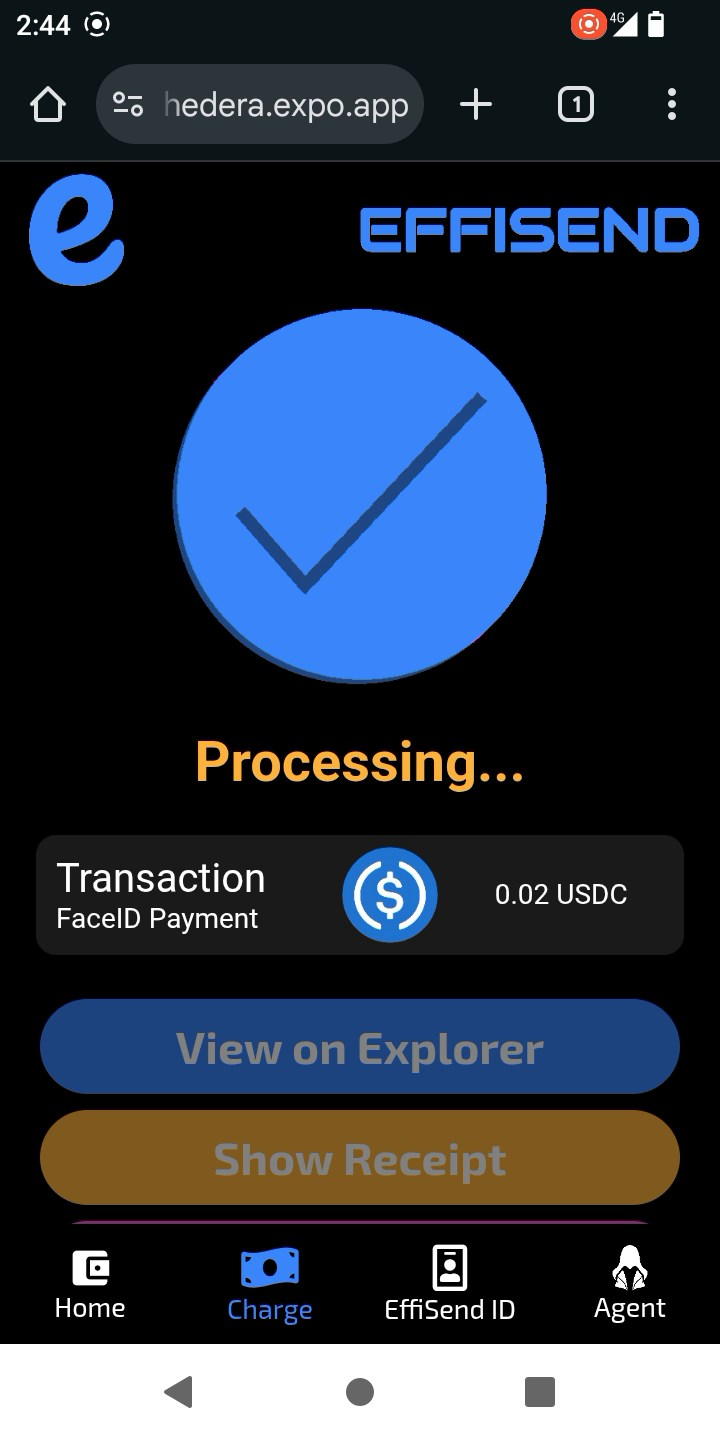 2:44
4G
hedera.expo.app
1
e
EFFISEND
Processing...
Transaction
FaceID Payment
0.02 USDC
View on Explorer
Show Receipt
Home
Charge
EffiSend ID
Agent